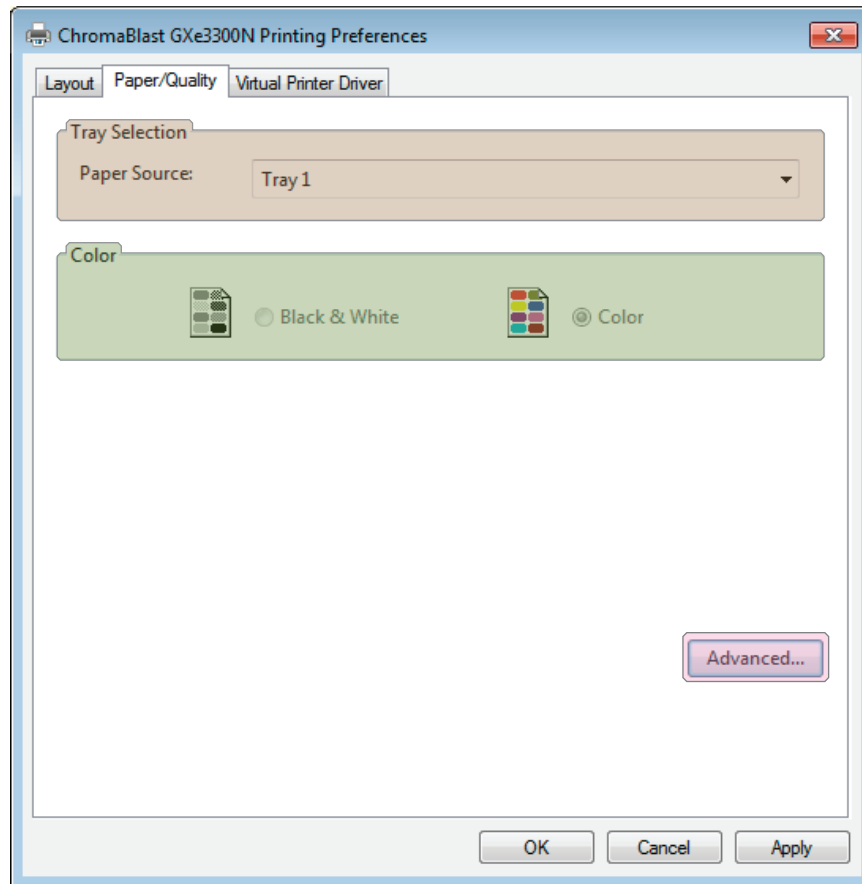 ChromaBlast GXe3300N Printing Preferences
Layout Paper/Quality Virtual Printer Driver
Tray Selection
Paper Source: Tray 1
Color
Black & White Color
Advanced...
OK Cancel Apply